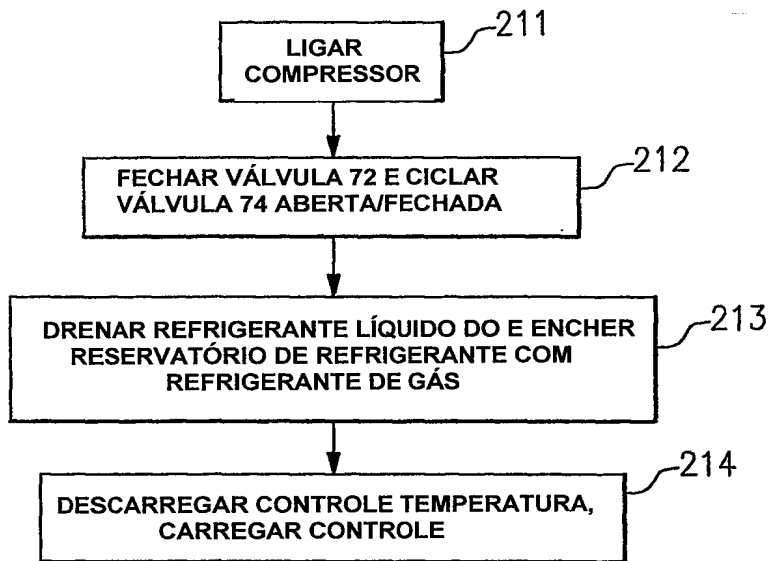 211
LIGAR
COMPRESSOR
212
FECHAR VÁLVULA 72 E CICLAR
VÁLVULA 74 ABERTA/FECHADA
213
DRENAR REFRIGERANTE LÍQUIDO DO E ENCHER
RESERVATÓRIO DE REFRIGERANTE COM
REFRIGERANTE DE GÁS
214
DESCARREGAR CONTROLE TEMPERATURA,
CARREGAR CONTROLE